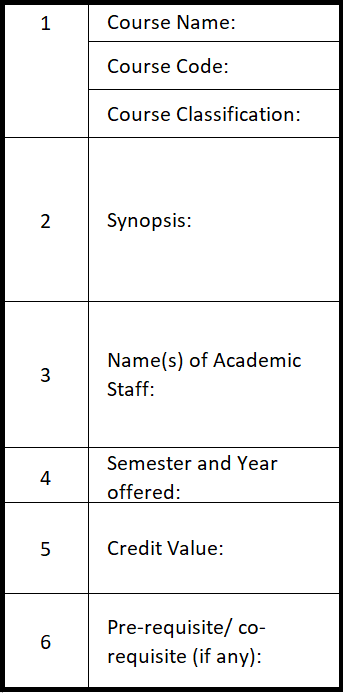 1 Course Name:
Course Code:
Course Classification:
2 Synopsis:
3 Name(s) of Academic
Staff:
4 Semester and Year
offered:
5 Credit Value:
6 Pre-requisite/ co-
requisite (if any):